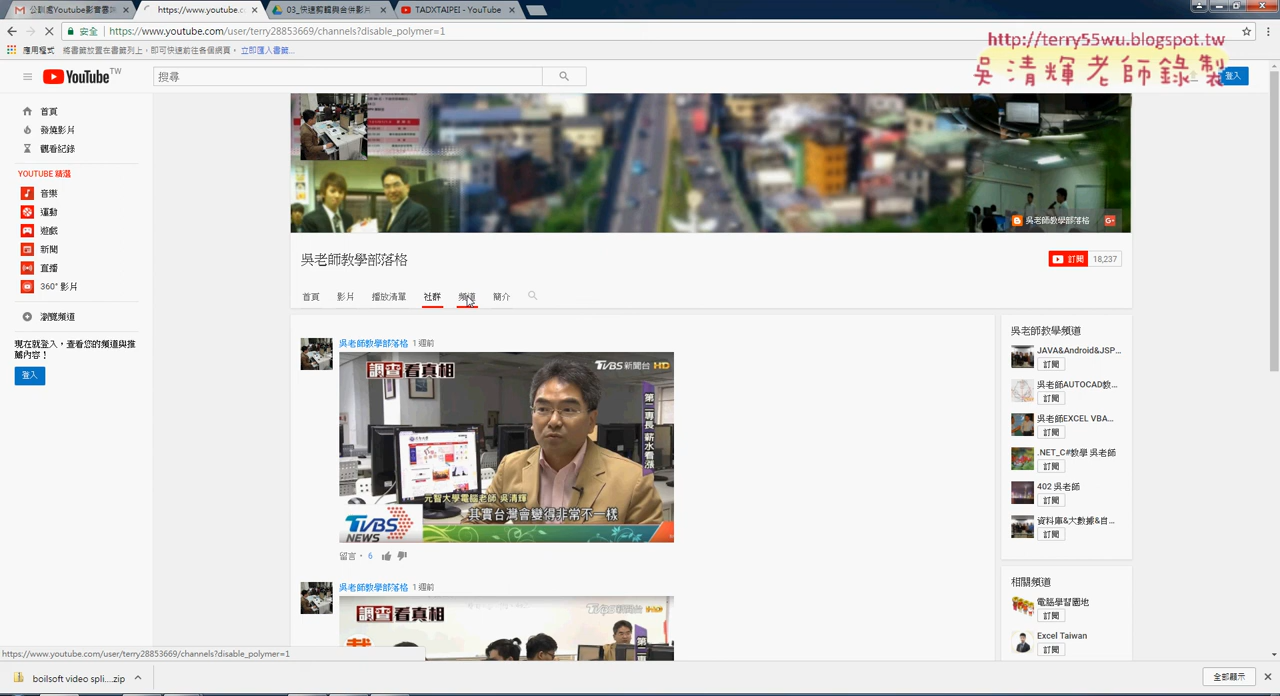 公訓處Youtube影音雲端
https://www.youtube.c
03_快速剪輯與合併影片
TADXTAIPEI - YouTube
安全
https://www.youtube.com/user/terry28853669/channels?disable_polymer=1
應用程式
將書籤放置在書籤列上，即可快速前往各個網頁。
立即匯入書籤...
http://terry55wu.blogspot.tw
吳清輝老師錄製
YouTube TW
搜尋
登入
首頁
發燒影片
觀看紀錄
YOUTUBE 精選
音樂
運動
遊戲
新聞
直播
360° 影片
瀏覽頻道
現在就登入，查看您的頻道與推
薦內容！
登入
吳老師教學部落格
G+
吳老師教學部落格
訂閱 18,237
首頁 影片 播放清單 社群 頻道 簡介
吳老師教學部落格 1 週前
調查看真相
TVBS 新聞台 HD
第二專長 薪水看漲
元智大學電腦老師 吳清輝
其實台灣會變得非常不一樣
TVBS
NEWS
留言・ 6
吳老師教學部落格 1 週前
調查看真相
TVBS 新聞台
第二
吳老師教學頻道
JAVA&Android&JSP...
訂閱
吳老師AUTOCAD教...
訂閱
吳老師EXCEL VBA...
訂閱
.NET_C#教學 吳老師
訂閱
402 吳老師
訂閱
資料庫&大數據&自...
訂閱
相關頻道
電腦學習園地
訂閱
Excel Taiwan
訂閱
https://www.youtube.com/user/terry28853669/channels?disable_polymer=1
boilsoft video spli....zip
全部顯示